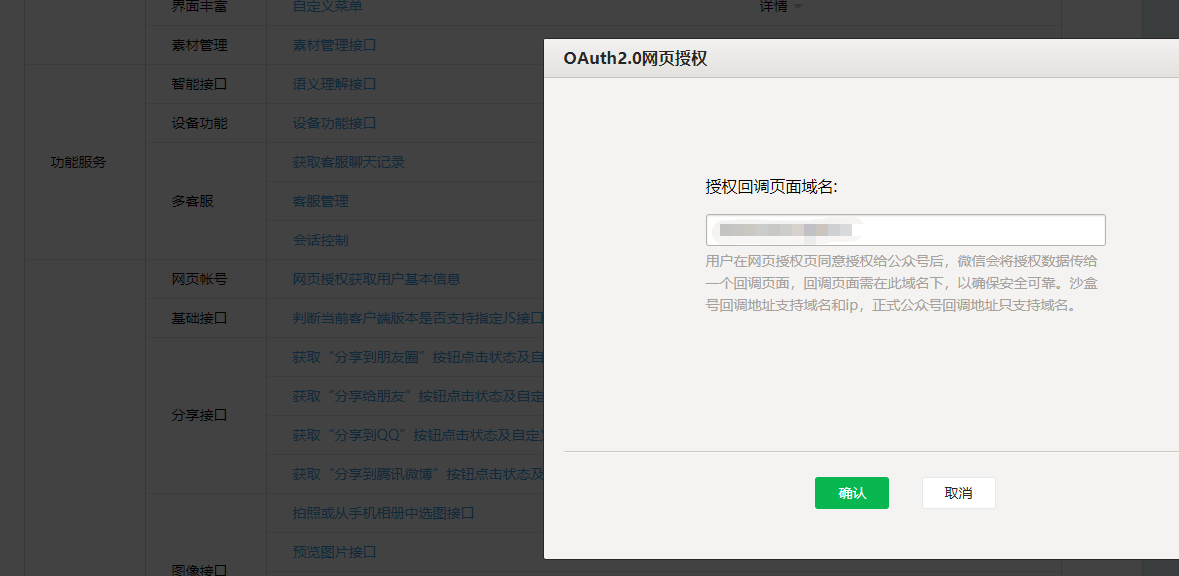 界面丰富 自定义菜单 详情
素材管理 素材管理接口
智能接口 语义理解接口
设备功能 设备功能接口
功能服务
获取客服聊天记录
多客服 客服管理
会话控制
网页帐号 网页授权获取用户基本信息
基础接口 判断当前客户端版本是否支持指定JS接口
获取“分享到朋友圈”按钮点击状态及自
获取“分享给朋友”按钮点击状态及自定
分享接口
获取“分享到QQ”按钮点击状态及自定
获取“分享到腾讯微博”按钮点击状态及
拍照或从手机相册中选图接口
预览图片接口
图像接口
OAuth2.0网页授权
授权回调页面域名:
用户在网页授权页同意授权给公众号后，微信会将授权数据传给
一个回调页面，回调页面需在此域名下，以确保安全可靠。沙盒
号回调地址支持域名和ip，正式公众号回调地址只支持域名。
确认 取消